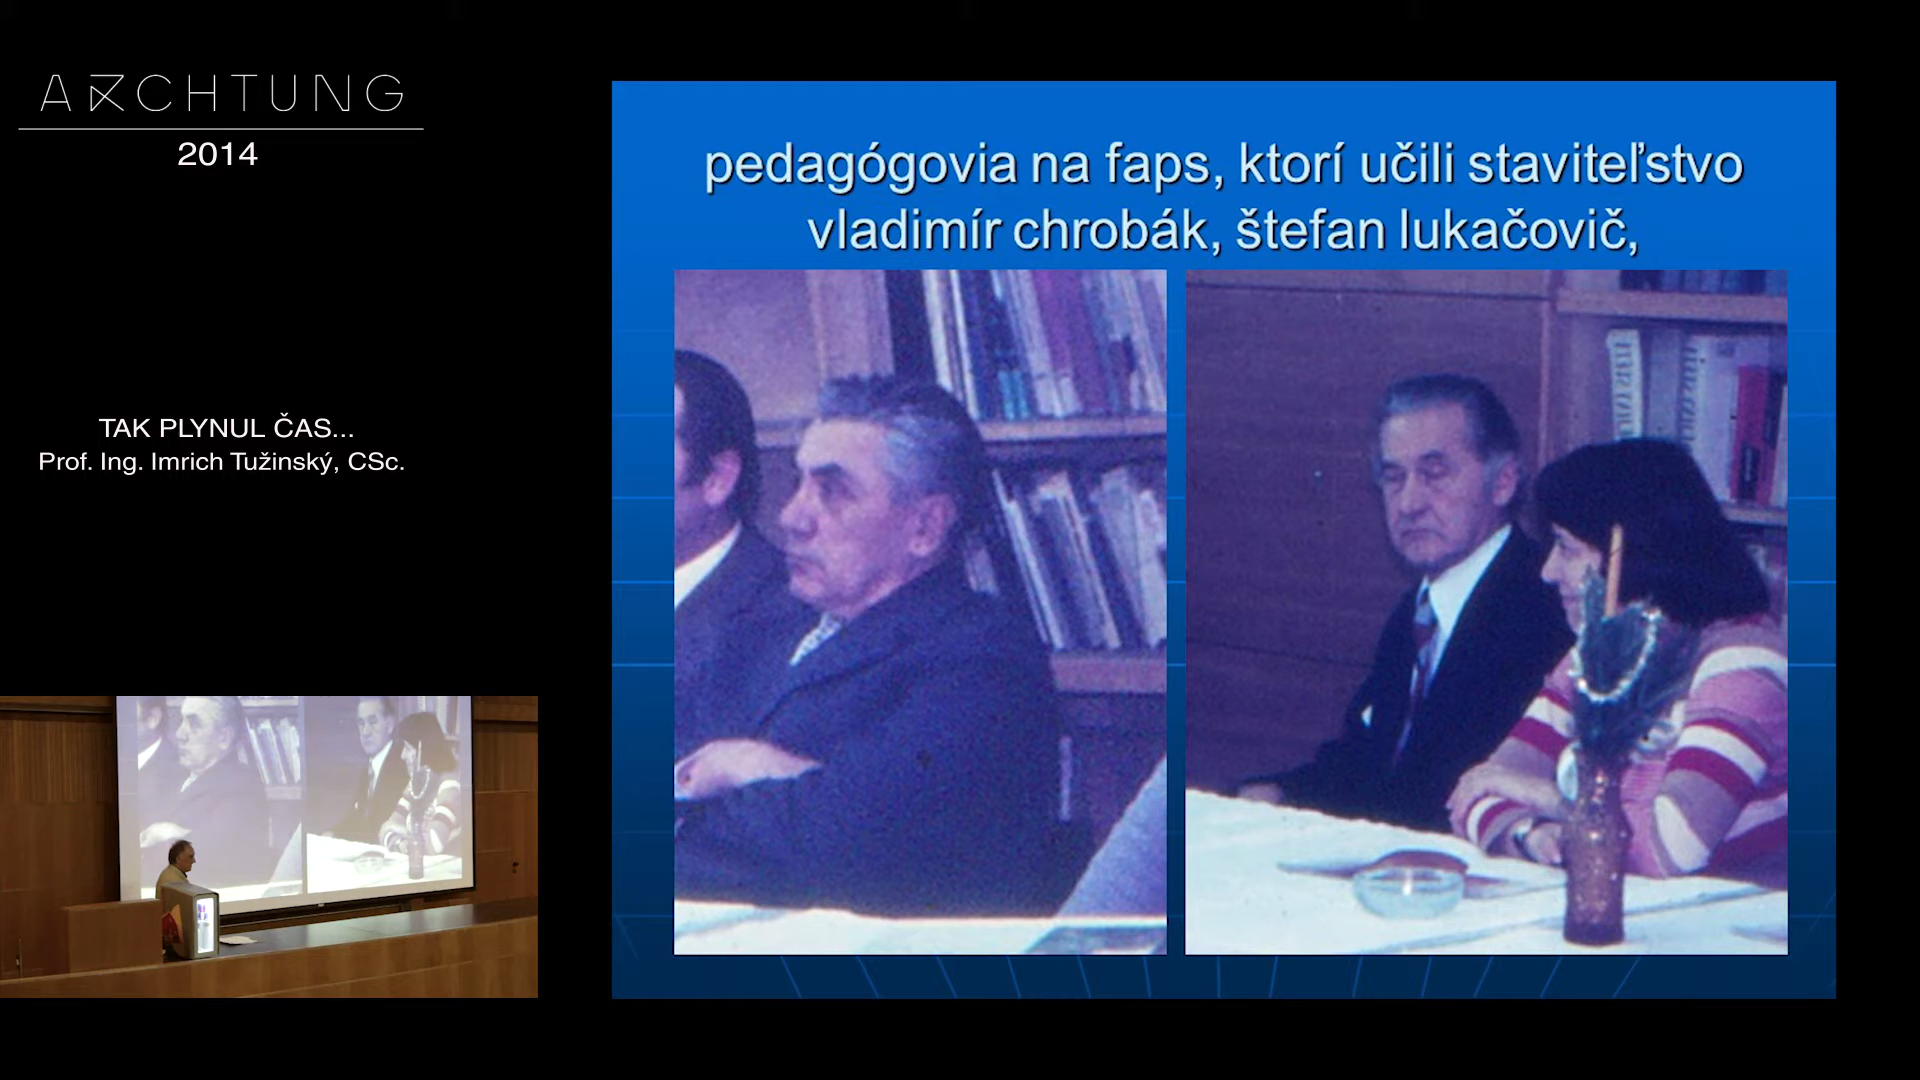 ARCHTUNG
2014
TAK PLYNUL ČAS...
Prof. Ing. Imrich Tužinský, CSc.
pedagógovia na faps, ktorí učili staviteľstvo
vladimír chrobák, štefan lukačovič,